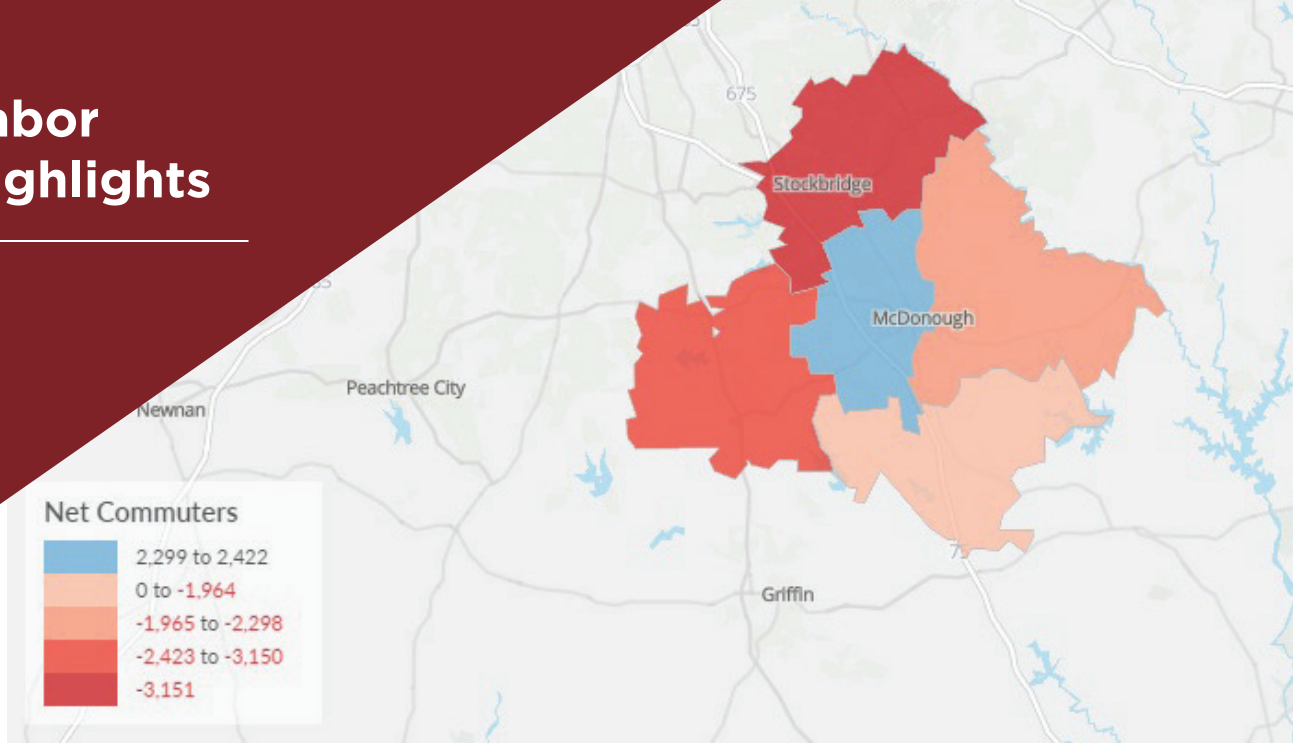 ghlights
675
Stockbridge
McDonough
Peachtree City
Newnan
Griffin
Net Commuters
2,299 to 2,422
0 to -1,964
-1,965 to -2,298
-2,423 to -3,150
-3,151